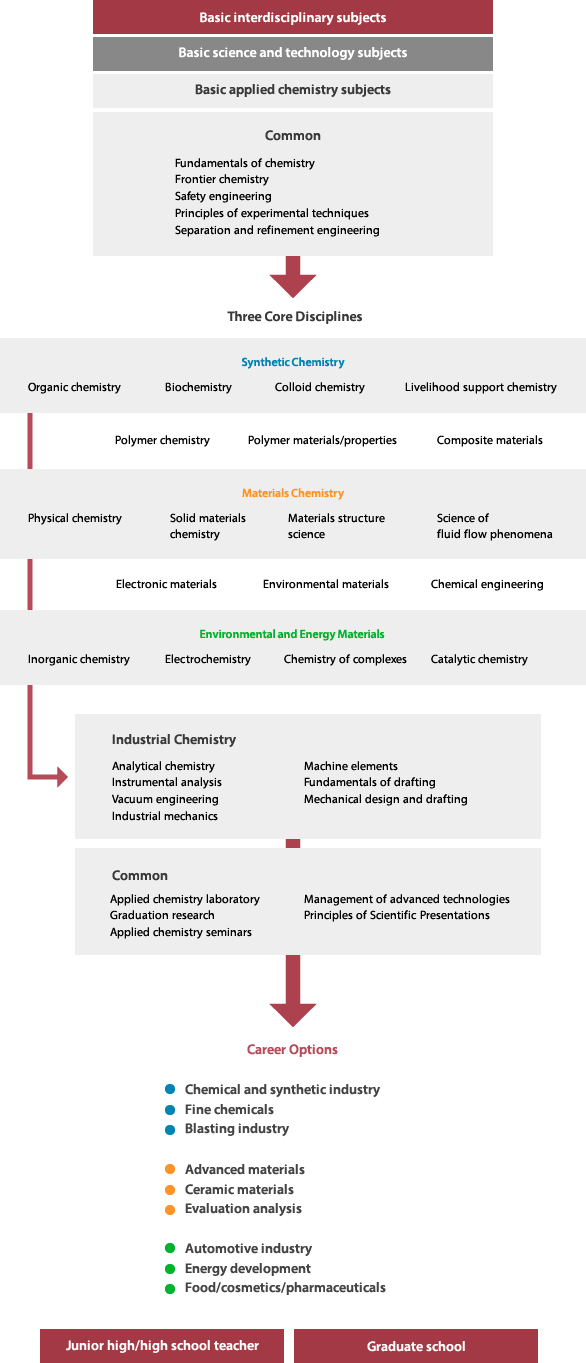 Basic interdisciplinary subjects
Basic science and technology subjects
Basic applied chemistry subjects
Common
Fundamentals of chemistry
Frontier chemistry
Safety engineering
Principles of experimental techniques
Separation and refinement engineering
Three Core Disciplines
Synthetic Chemistry
Organic chemistry Biochemistry Colloid chemistry Livelihood support chemistry
Polymer chemistry Polymer materials/properties Composite materials
Materials Chemistry
Physical chemistry Solid materials Materials structure Science of
chemistry science fluid flow phenomena
Electronic materials Environmental materials Chemical engineering
Environmental and Energy Materials
Inorganic chemistry Electrochemistry Chemistry of complexes Catalytic chemistry
Industrial Chemistry
Analytical chemistry Machine elements
Instrumental analysis Fundamentals of drafting
Vacuum engineering Mechanical design and drafting
Industrial mechanics
Common
Applied chemistry laboratory Management of advanced technologies
Graduation research Principles of Scientific Presentations
Applied chemistry seminars
Career Options
Chemical and synthetic industry
Fine chemicals
Blasting industry
Advanced materials
Ceramic materials
Evaluation analysis
Automotive industry
Energy development
Food/cosmetics/pharmaceuticals
Junior high/high school teacher Graduate school